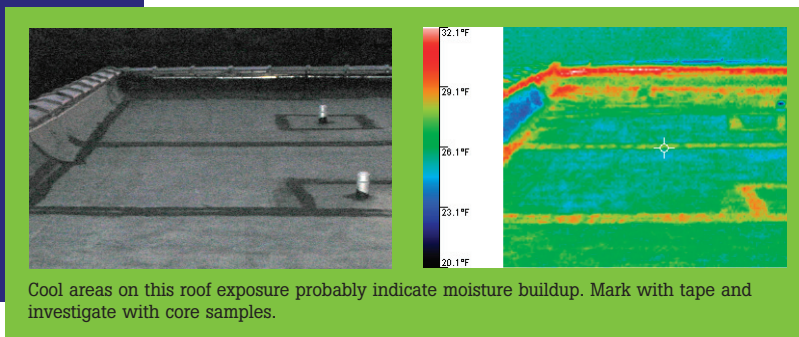 32.1°F
29.1°F
26.1°F
23.1°F
20.1°F
Cool areas on this roof exposure probably indicate moisture buildup. Mark with tape and
investigate with core samples.